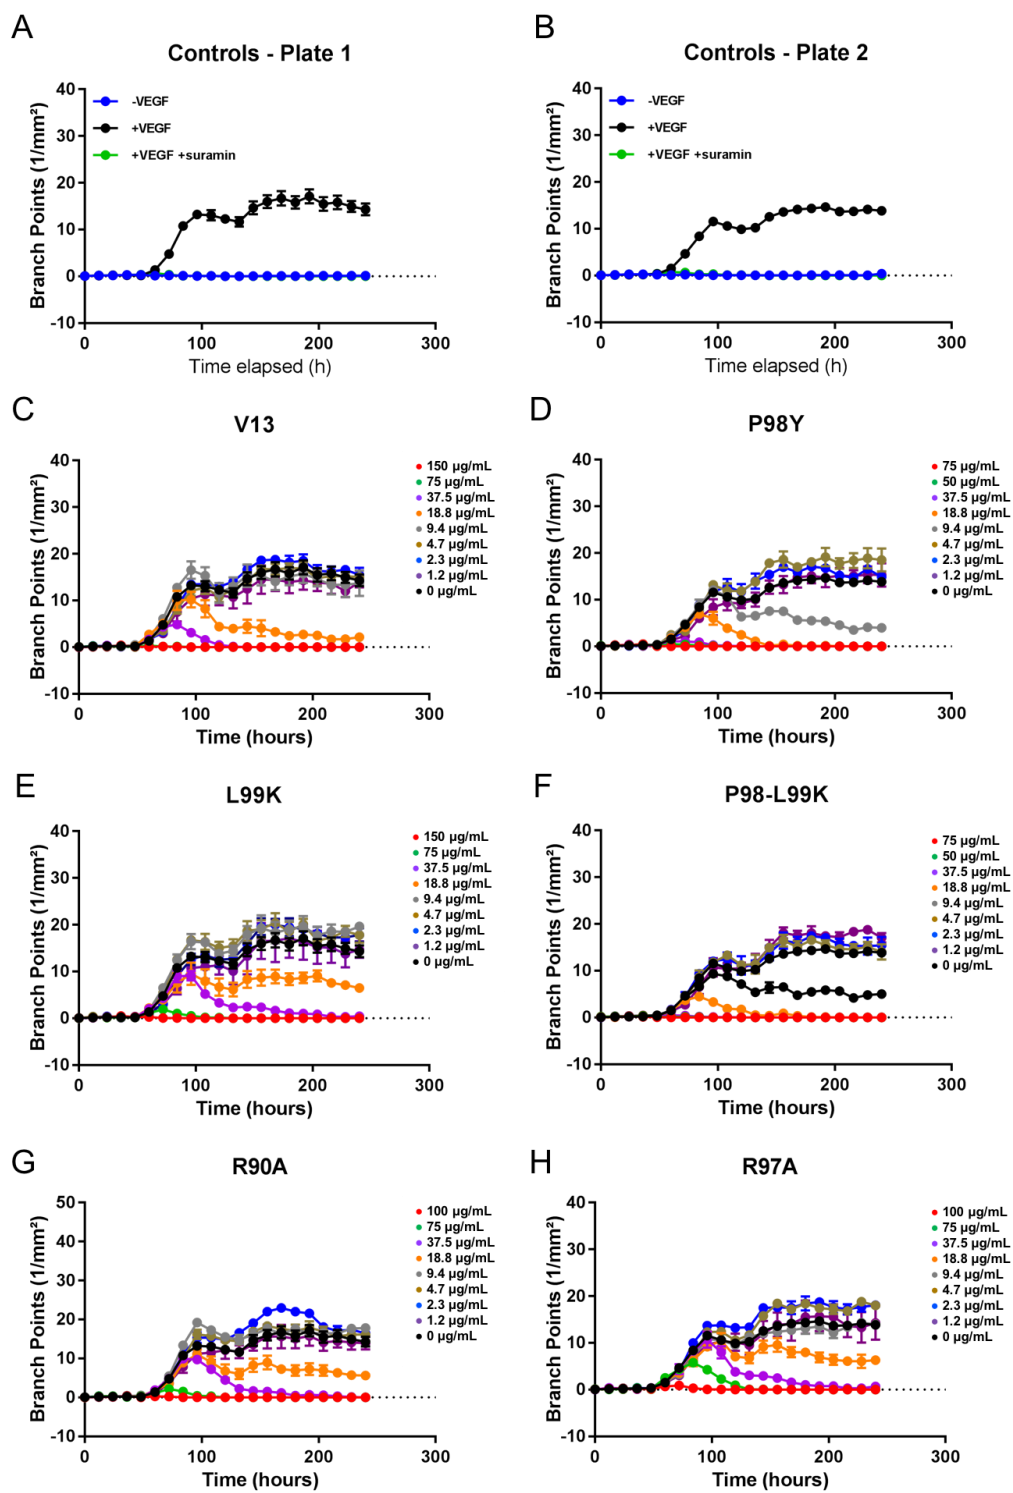 A
Controls - Plate 1
Branch Points (1/mm²)
40
30
20
10
0
-10
-VEGF
+VEGF
+VEGF +suramin
0
100
200
300
Time elapsed (h)
B
Controls - Plate 2
Branch Points (1/mm²)
40
30
20
10
0
-10
-VEGF
+VEGF
+VEGF +suramin
0
100
200
300
Time elapsed (h)
C
V13
Branch Points (1/mm²)
40
30
20
10
0
-10
150 µg/mL
75 µg/mL
37.5 µg/mL
18.8 µg/mL
9.4 µg/mL
4.7 µg/mL
2.3 µg/mL
1.2 µg/mL
0 µg/mL
0
100
200
300
Time (hours)
D
P98Y
Branch Points (1/mm²)
40
30
20
10
0
-10
75 µg/mL
50 µg/mL
37.5 µg/mL
18.8 µg/mL
9.4 µg/mL
4.7 µg/mL
2.3 µg/mL
1.2 µg/mL
0 µg/mL
0
100
200
300
Time (hours)
E
L99K
Branch Points (1/mm²)
40
30
20
10
0
-10
150 µg/mL
75 µg/mL
37.5 µg/mL
18.8 µg/mL
9.4 µg/mL
4.7 µg/mL
2.3 µg/mL
1.2 µg/mL
0 µg/mL
0
100
200
300
Time (hours)
F
P98-L99K
Branch Points (1/mm²)
40
30
20
10
0
-10
75 µg/mL
50 µg/mL
37.5 µg/mL
18.8 µg/mL
9.4 µg/mL
4.7 µg/mL
2.3 µg/mL
1.2 µg/mL
0 µg/mL
0
100
200
300
Time (hours)
G
R90A
Branch Points (1/mm²)
50
40
30
20
10
0
-10
100 µg/mL
75 µg/mL
37.5 µg/mL
18.8 µg/mL
9.4 µg/mL
4.7 µg/mL
2.3 µg/mL
1.2 µg/mL
0 µg/mL
0
100
200
300
Time (hours)
H
R97A
Branch Points (1/mm²)
40
30
20
10
0
-10
100 µg/mL
75 µg/mL
37.5 µg/mL
18.8 µg/mL
9.4 µg/mL
4.7 µg/mL
2.3 µg/mL
1.2 µg/mL
0 µg/mL
0
100
200
300
Time (hours)